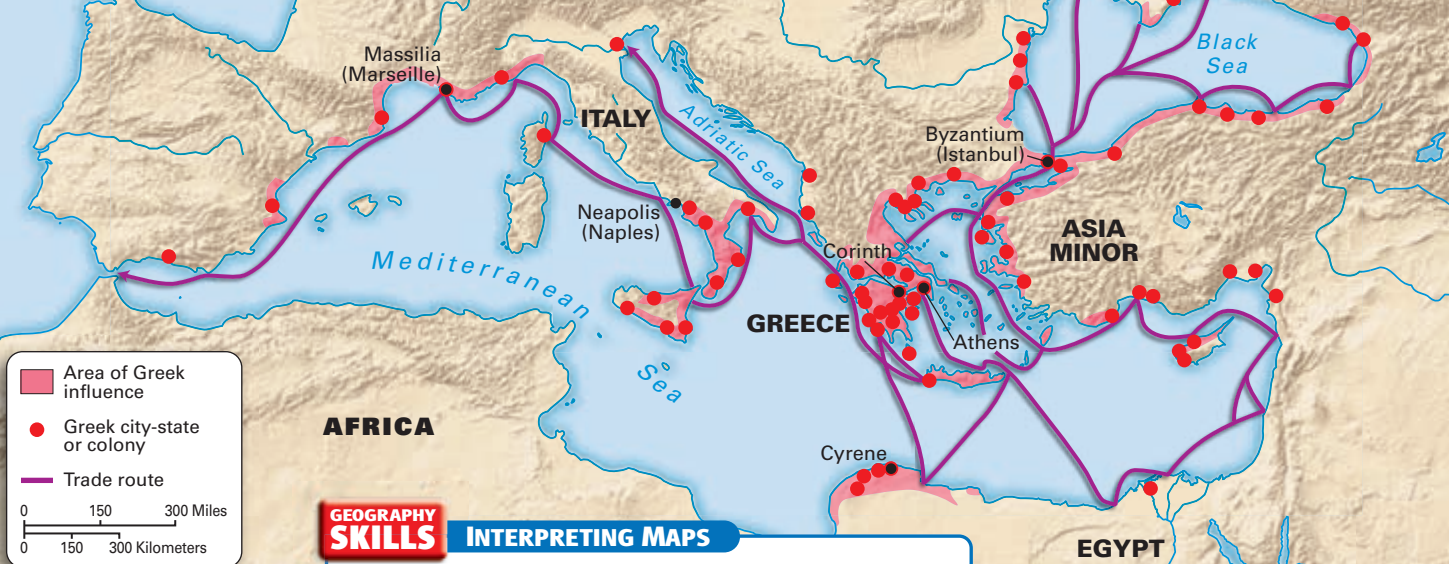 Massilia
(Marseille)
ITALY
Adriatic Sea
Black
Sea
Byzantium
(Istanbul)
Neapolis
(Naples)
ASIA
MINOR
Corinth
Mediterranean
Sea
GREECE
Athens
Area of Greek
influence
Greek city-state
or colony
Trade route
0 150 300 Miles
0 150 300 Kilometers
AFRICA
Cyrene
EGYPT
GEOGRAPHY
SKILLS
INTERPRETING MAPS